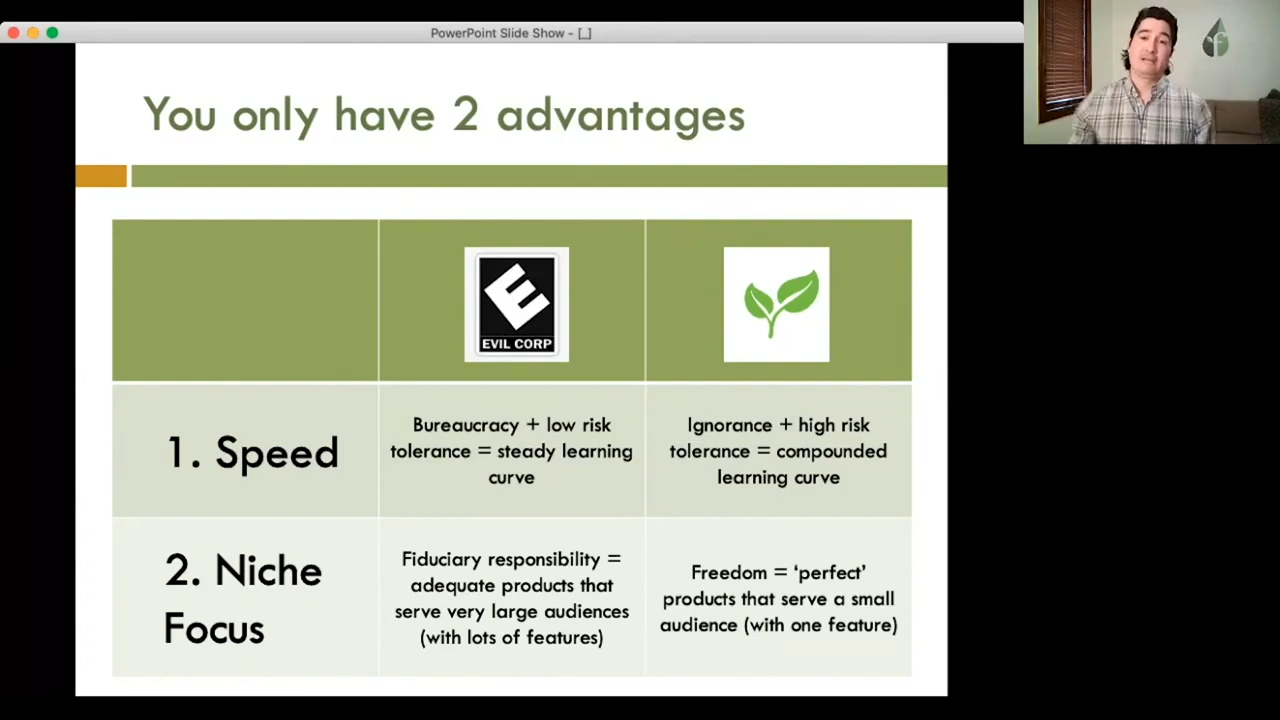 PowerPoint Slide Show - [_]
You only have 2 advantages
E
EVIL CORP
1. Speed
Bureaucracy + low risk
tolerance = steady learning
curve
Ignorance + high risk
tolerance = compounded
learning curve
2. Niche
Focus
Fiduciary responsibility =
adequate products that
serve very large audiences
(with lots of features)
Freedom = ‘perfect’
products that serve a small
audience (with one feature)
f